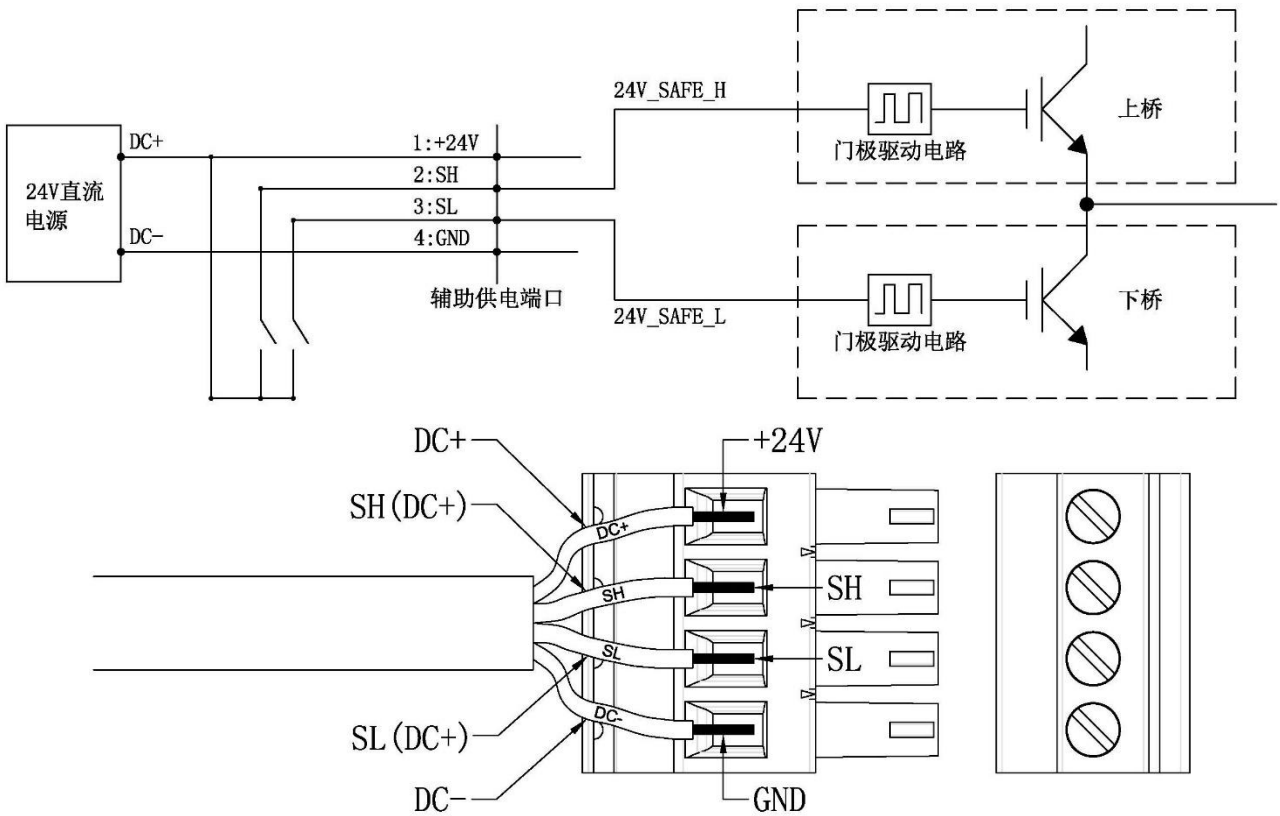 24V_SAFE_H
上桥
门极驱动电路
DC+
1:+24V
2:SH
24V直流
电源
3:SL
DC-
4:GND
辅助供电端口
24V_SAFE_L
下桥
门极驱动电路
DC+
+24V
SH(DC+)
DC+
SH
SH
SL
SL
SL(DC+)
DC-
DC-
GND